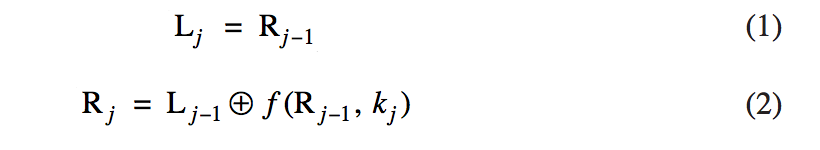 L_j = R_{j−1} (1)
R_j = L_{j−1} ⊕ f(R_{j−1}, k_j) (2)